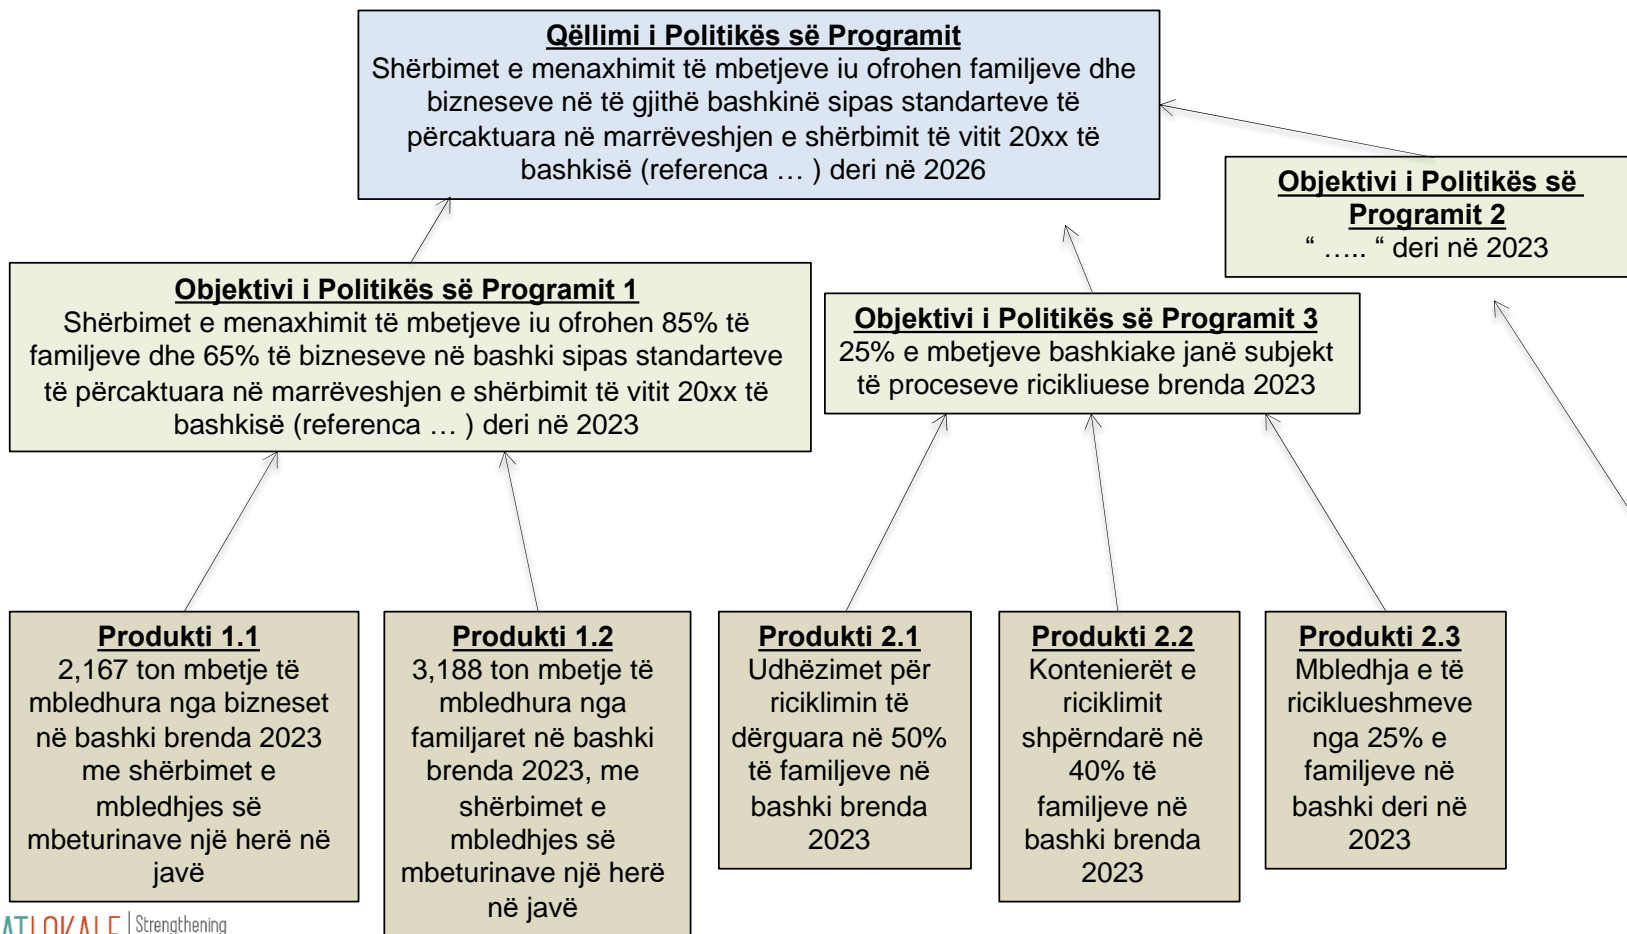 Qëllimi i Politikës së Programit
Shërbimet e menaxhimit të mbetjeve iu ofrohen familjeve dhe
bizneseve në të gjithë bashkinë sipas standarteve të
përcaktuara në marrëveshjen e shërbimit të vitit 20xx të
bashkisë (referenca … ) deri në 2026
Objektivi i Politikës së
Programit 2
“ ….. “ deri në 2023
Objektivi i Politikës së Programit 1
Shërbimet e menaxhimit të mbetjeve iu ofrohen 85% të
familjeve dhe 65% të bizneseve në bashki sipas standarteve
të përcaktuara në marrëveshjen e shërbimit të vitit 20xx të
bashkisë (referenca … ) deri në 2023
Objektivi i Politikës së Programit 3
25% e mbetjeve bashkiake janë subjekt
të proceseve ricikliuese brenda 2023
Produkti 1.1
2,167 ton mbetje të
mbledhura nga bizneset
në bashki brenda 2023
me shërbimet e
mbledhjes së
mbeturinave një herë në
javë
Produkti 1.2
3,188 ton mbetje të
mbledhura nga
familjaret në bashki
brenda 2023, me
shërbimet e
mbledhjes së
mbeturinave një herë
në javë
Produkti 2.1
Udhëzimet për
riciklimin të
dërguara në 50%
të familjeve në
bashki brenda
2023
Produkti 2.2
Kontenierët e
riciklimit
shpërndarë në
40% të
familjeve në
bashki brenda
2023
Produkti 2.3
Mbledhja e të
riciklueshmeve
nga 25% e
familjeve në
bashki deri në
2023
ATLOKALE
Strengthening